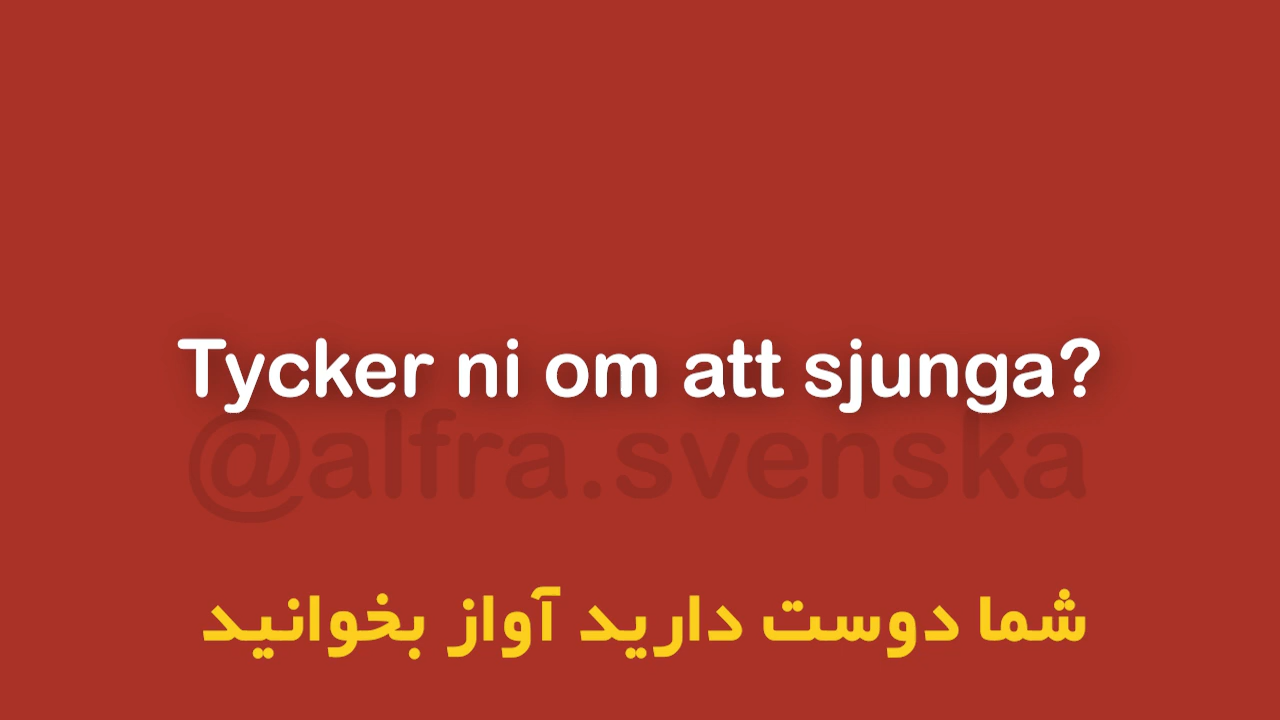 Tycker ni om att sjunga?
@alfra.svenska
شما دوست دارید آواز بخوانید